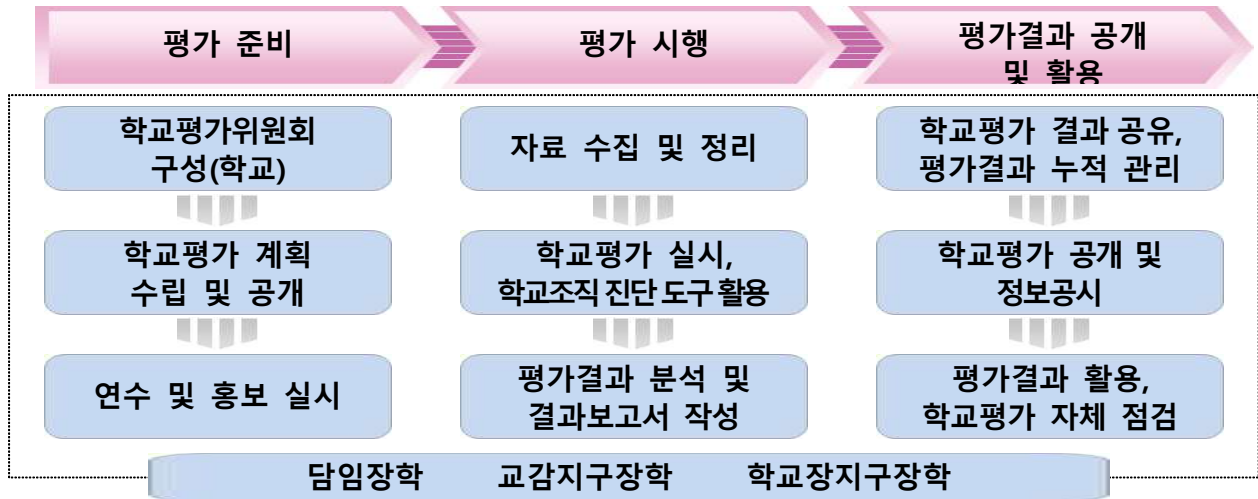 평가 준비
평가 시행
평가결과 공개
및 활용
학교평가위원회
구성(학교)
학교평가 계획
수립 및 공개
연수 및 홍보 실시
자료 수집 및 정리
학교평가 실시,
학교조직 진단 도구 활용
평가결과 분석 및
결과보고서 작성
학교평가 결과 공유,
평가결과 누적 관리
학교평가 공개 및
정보공시
평가결과 활용,
학교평가 자체 점검
담임장학 교감지구장학 학교장지구장학